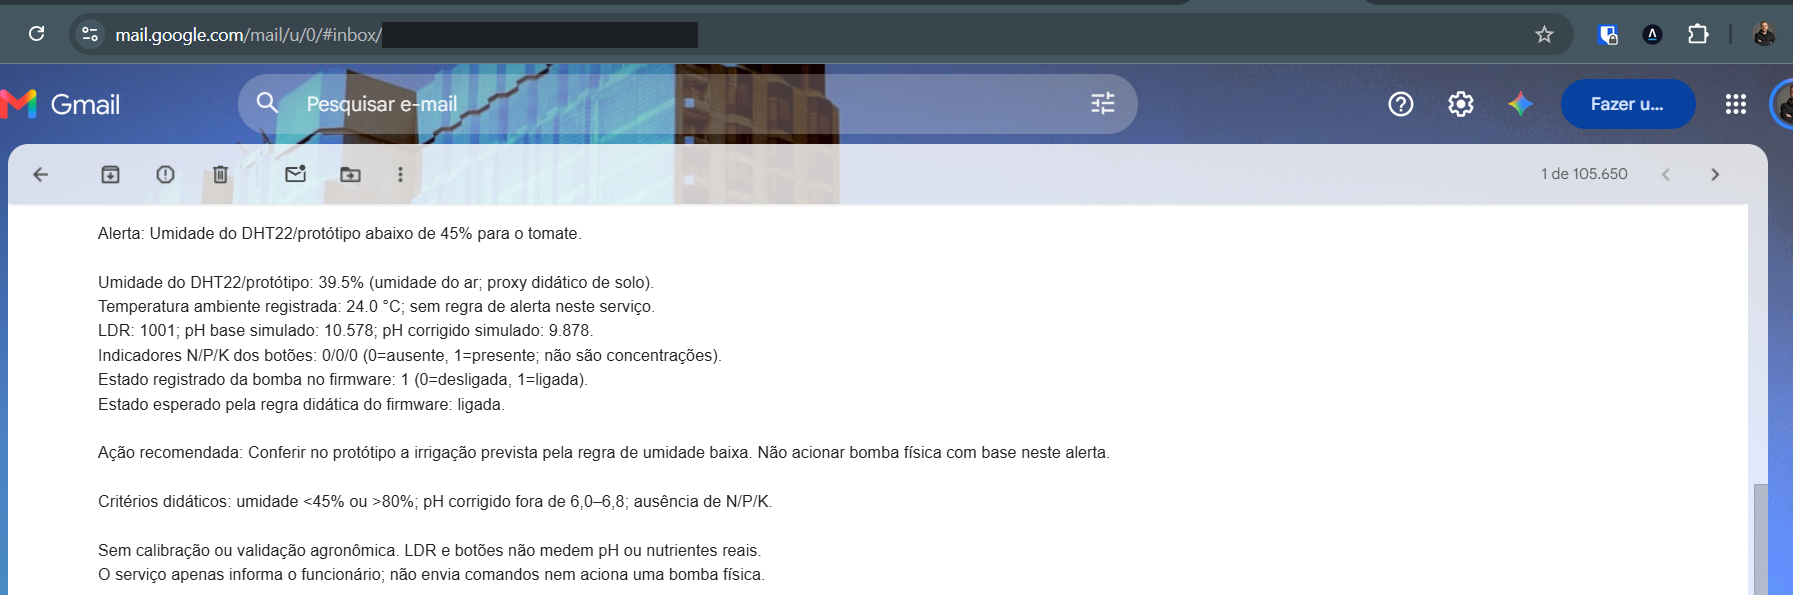 mail.google.com/mail/u/0/#inbox/
Gmail
Pesquisar e-mail
Fazer u...
1 de 105.650
Alerta: Umidade do DHT22/protótipo abaixo de 45% para o tomate.
Umidade do DHT22/protótipo: 39.5% (umidade do ar; proxy didático de solo).
Temperatura ambiente registrada: 24.0 °C; sem regra de alerta neste serviço.
LDR: 1001; pH base simulado: 10.578; pH corrigido simulado: 9.878.
Indicadores N/P/K dos botões: 0/0/0 (0=ausente, 1=presente; não são concentrações).
Estado registrado da bomba no firmware: 1 (0=desligada, 1=ligada).
Estado esperado pela regra didática do firmware: ligada.
Ação recomendada: Conferir no protótipo a irrigação prevista pela regra de umidade baixa. Não acionar bomba física com base neste alerta.
Critérios didáticos: umidade <45% ou >80%; pH corrigido fora de 6,0–6,8; ausência de N/P/K.
Sem calibração ou validação agronômica. LDR e botões não medem pH ou nutrientes reais.
O serviço apenas informa o funcionário; não envia comandos nem aciona uma bomba física.